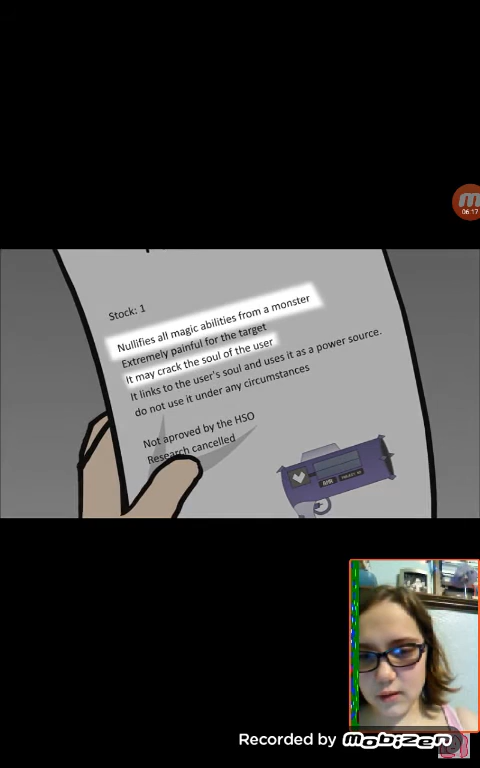 06:17
Stock: 1
Nullifies all magic abilities from a monster
Extremely painful for the target
It may crack the soul of the user
It links to the user's soul and uses it as a power source.
do not use it under any circumstances
Not aproved by the HSO
Research cancelled
Recorded by mobizen